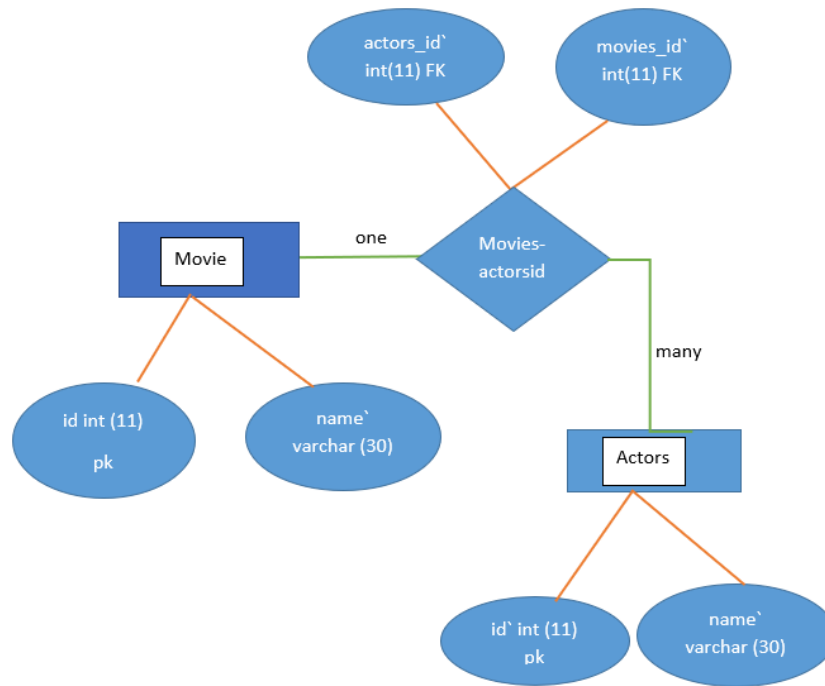 actors_id`
int(11) FK
movies_id`
int(11) FK
one
Movies-
actorsid
Movie
many
id int (11)
pk
name`
varchar (30)
Actors
id` int (11)
pk
name`
varchar (30)